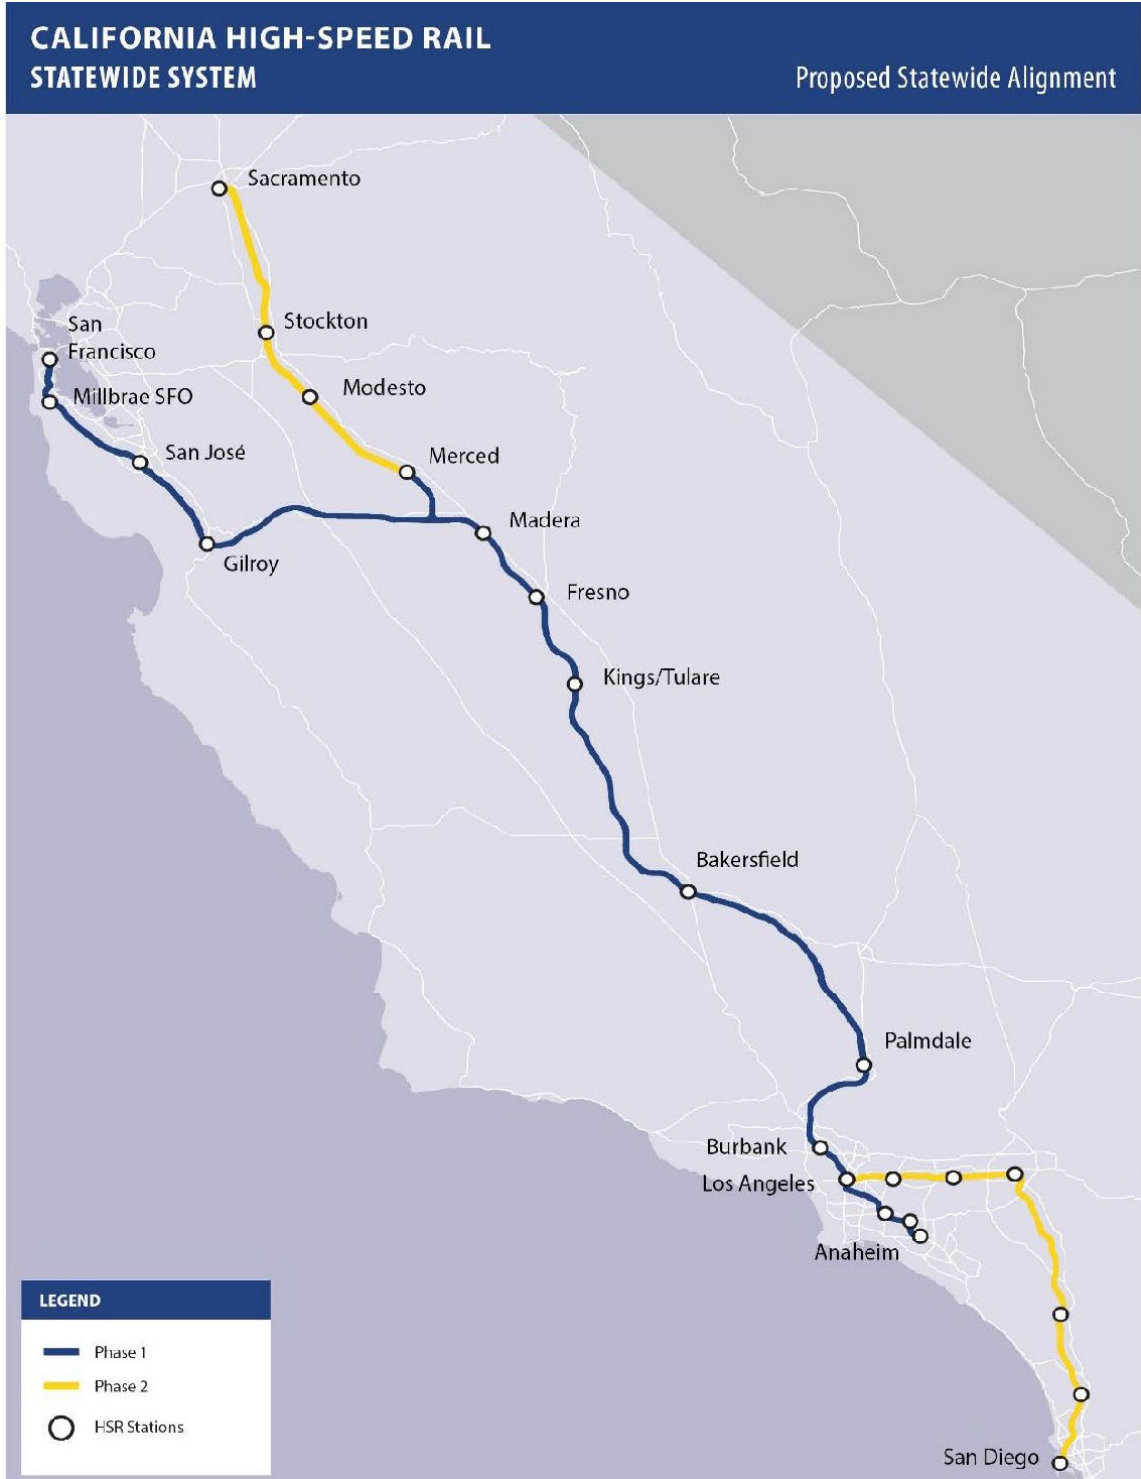 CALIFORNIA HIGH-SPEED RAIL
STATEWIDE SYSTEM
Proposed Statewide Alignment
Sacramento
Stockton
San
Francisco
Modesto
Millbrae SFO
San José
Merced
Madera
Gilroy
Fresno
Kings/Tulare
Bakersfield
Palmdale
Burbank
Los Angeles
Anaheim
San Diego
LEGEND
Phase 1
Phase 2
HSR Stations